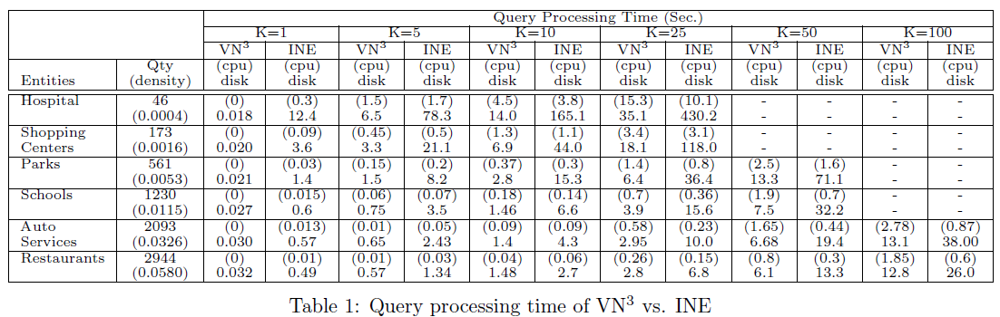 Query Processing Time (Sec.)
K=1 K=5 K=10 K=25 K=50 K=100
VN³ INE VN³ INE VN³ INE VN³ INE VN³ INE VN³ INE
Qty (cpu) (cpu) (cpu) (cpu) (cpu) (cpu) (cpu) (cpu) (cpu) (cpu) (cpu) (cpu)
Entities (density) disk disk disk disk disk disk disk disk disk disk disk disk
Hospital 46 (0) (0.3) (1.5) (1.7) (4.5) (3.8) (15.3) (10.1) - - - -
(0.0004) 0.018 12.4 6.5 78.3 14.0 165.1 35.1 430.2
Shopping 173 (0) (0.09) (0.45) (0.5) (1.3) (1.1) (3.4) (3.1) - - - -
Centers (0.0016) 0.020 3.6 3.3 21.1 6.9 44.0 18.1 118.0
Parks 561 (0) (0.03) (0.15) (0.2) (0.37) (0.3) (1.4) (0.8) (2.5) (1.6) - -
(0.0053) 0.021 1.4 1.5 8.2 2.8 15.3 6.4 36.4 13.3 71.1
Schools 1230 (0) (0.015) (0.06) (0.07) (0.18) (0.14) (0.7) (0.36) (1.9) (0.7) - -
(0.0115) 0.027 0.6 0.75 3.5 1.46 6.6 3.9 15.6 7.5 32.2
Auto 2093 (0) (0.013) (0.01) (0.05) (0.09) (0.09) (0.58) (0.23) (1.65) (0.44) (2.78) (0.87)
Services (0.0326) 0.030 0.57 0.65 2.43 1.4 4.3 2.95 10.0 6.68 19.4 13.1 38.00
Restaurants 2944 (0) (0.01) (0.01) (0.03) (0.04) (0.06) (0.26) (0.15) (0.8) (0.3) (1.85) (0.6)
(0.0580) 0.032 0.49 0.57 1.34 1.48 2.7 2.8 6.8 6.1 13.3 12.8 26.0
Table 1: Query processing time of VN³ vs. INE